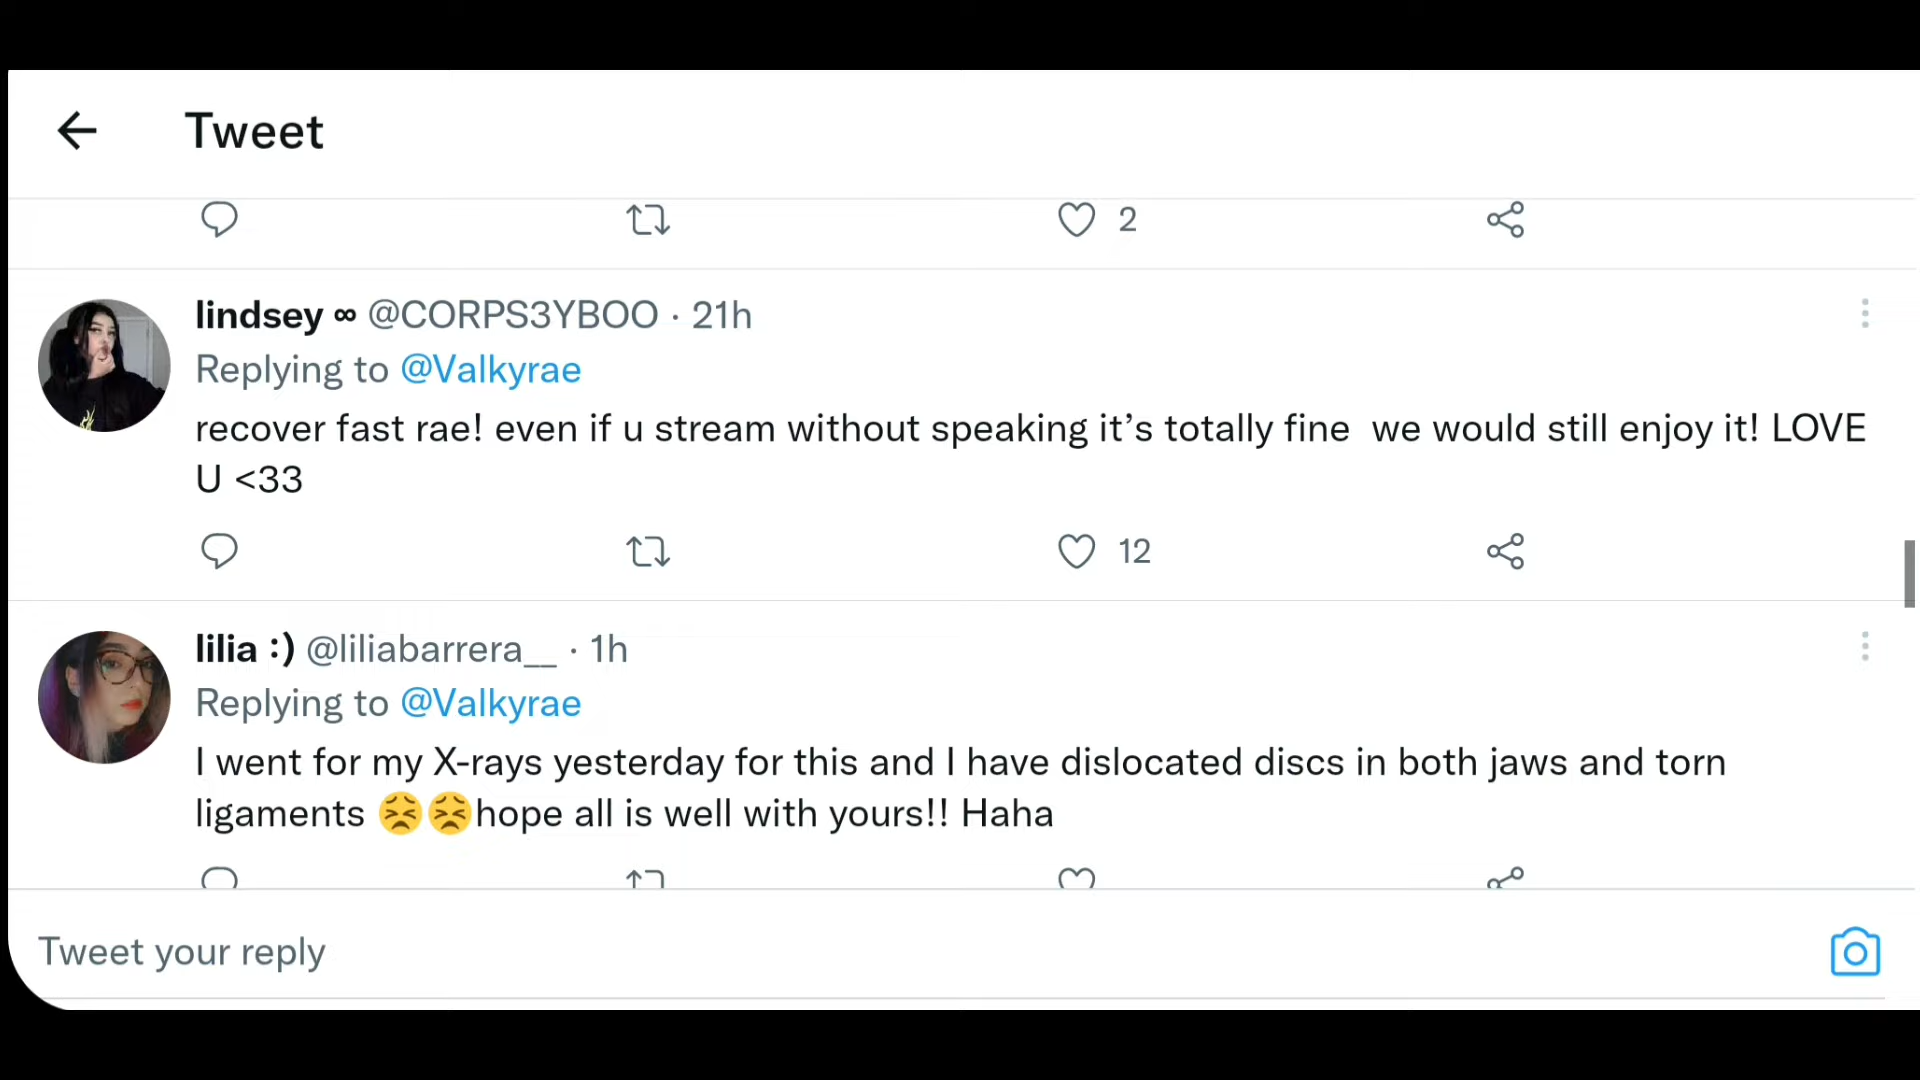 Tweet
2
lindsey ∞ @CORPS3YBOO · 21h
Replying to @Valkyrae
recover fast rae! even if u stream without speaking it’s totally fine  we would still enjoy it! LOVE
U <33
12
lilia :) @liliabarrera__ · 1h
Replying to @Valkyrae
I went for my X-rays yesterday for this and I have dislocated discs in both jaws and torn
ligaments 😣😣hope all is well with yours!! Haha
Tweet your reply